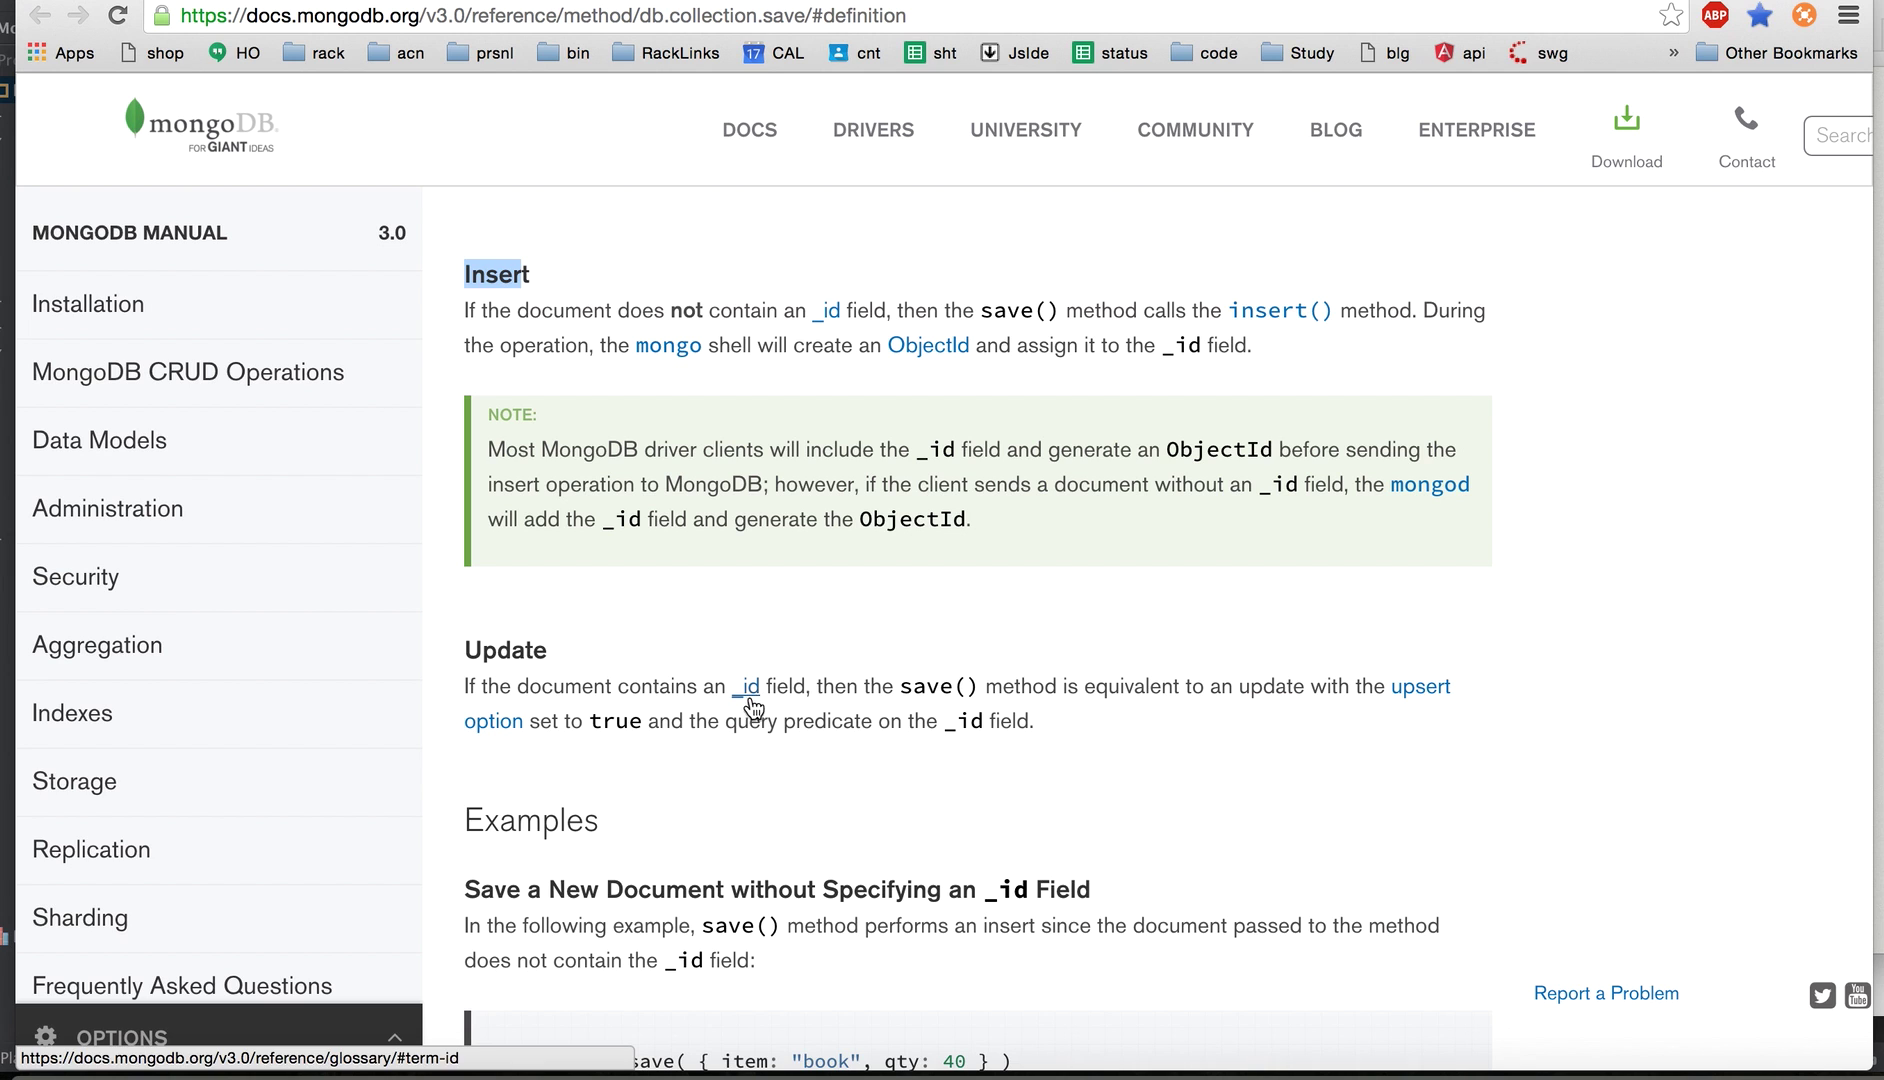 https://docs.mongodb.org/v3.0/reference/method/db.collection.save/#definition
ABP
Apps shop HO rack acn prsnl bin RackLinks 17 CAL cnt sht JsIde status code Study blg api swg » Other Bookmarks
mongoDB.
FOR GIANT IDEAS
DOCS DRIVERS UNIVERSITY COMMUNITY BLOG ENTERPRISE Download Contact Search
MONGODB MANUAL 3.0
Installation
MongoDB CRUD Operations
Data Models
Administration
Security
Aggregation
Indexes
Storage
Replication
Sharding
Frequently Asked Questions
OPTIONS
Insert
If the document does not contain an _id field, then the save() method calls the insert() method. During
the operation, the mongo shell will create an ObjectId and assign it to the _id field.
NOTE:
Most MongoDB driver clients will include the _id field and generate an ObjectId before sending the
insert operation to MongoDB; however, if the client sends a document without an _id field, the mongod
will add the _id field and generate the ObjectId.
Update
If the document contains an _id field, then the save() method is equivalent to an update with the upsert
option set to true and the query predicate on the _id field.
Examples
Save a New Document without Specifying an _id Field
In the following example, save() method performs an insert since the document passed to the method
does not contain the _id field:
save( { item: "book", qty: 40 } )
Report a Problem
You
Tube
https://docs.mongodb.org/v3.0/reference/glossary/#term-id